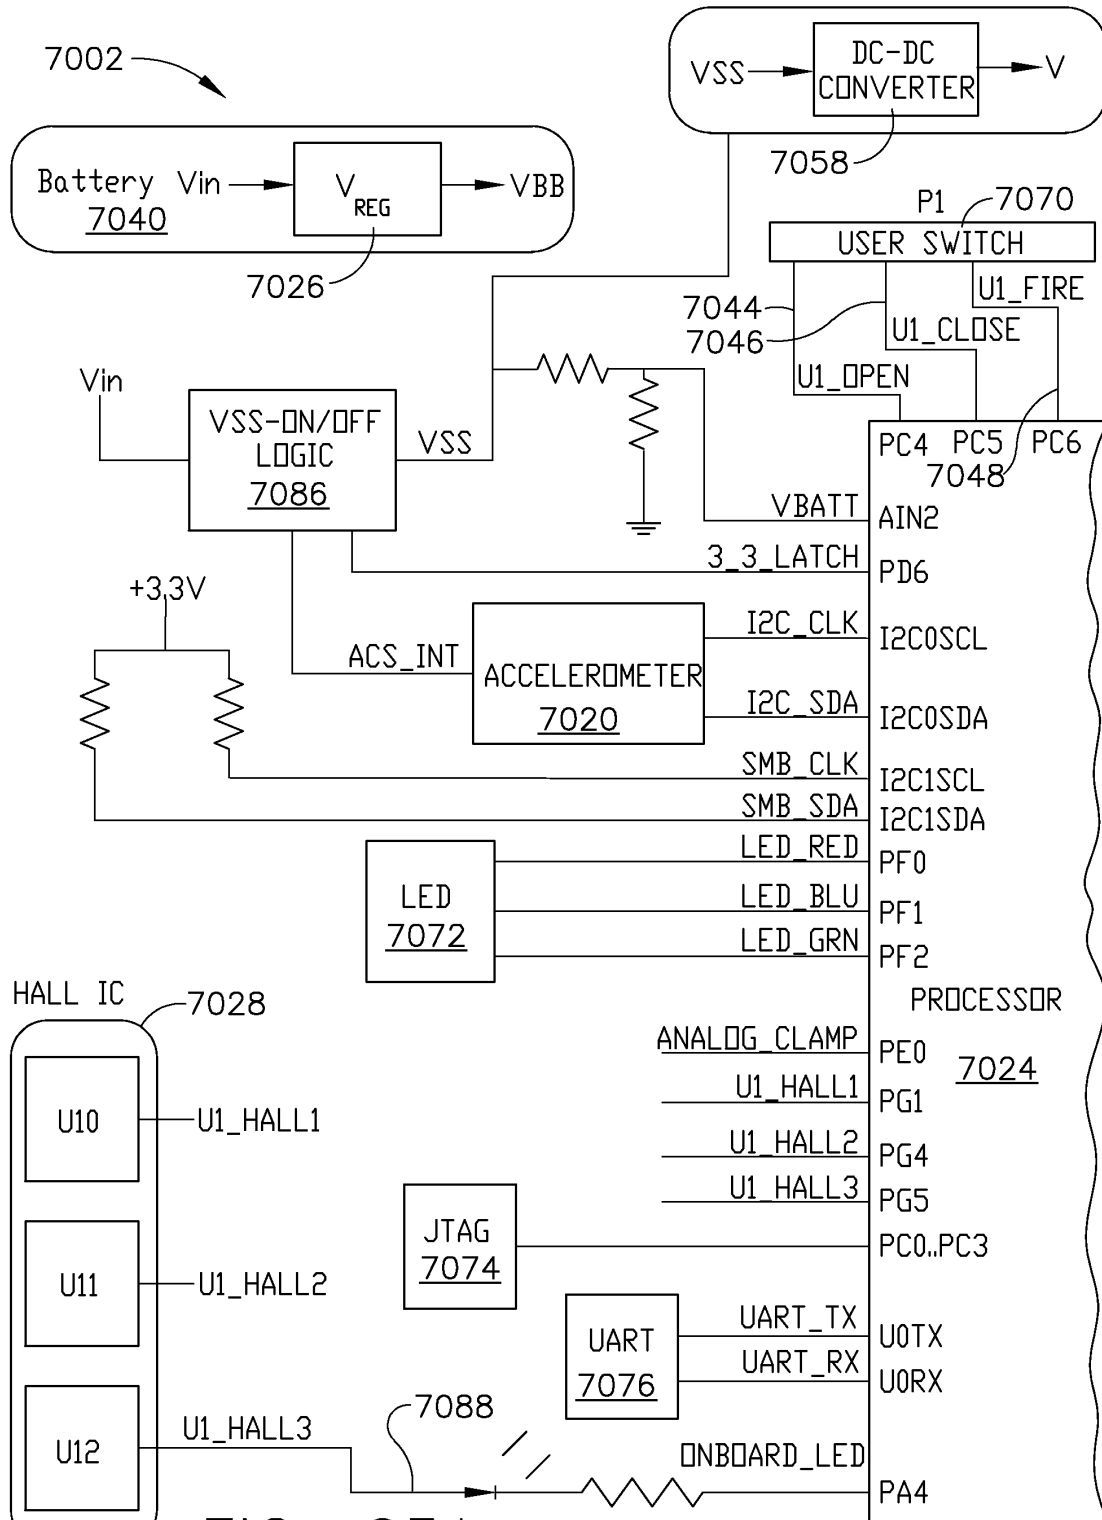 7002
VSS
DC-DC
CONVERTER
V
7058
Battery
7040
Vin
V
REG
VBB
7026
P1
7070
USER SWITCH
7044
7046
U1_FIRE
U1_CLOSE
U1_OPEN
Vin
VSS-ON/OFF
LOGIC
7086
VSS
PC4
PC5
PC6
7048
VBATT
AIN2
3_3_LATCH
PD6
+3.3V
ACS_INT
ACCELEROMETER
7020
I2C_CLK
I2C0SCL
I2C_SDA
I2C0SDA
SMB_CLK
I2C1SCL
SMB_SDA
I2C1SDA
LED
7072
LED_RED
PF0
LED_BLU
PF1
LED_GRN
PF2
PROCESSOR
7024
HALL IC
7028
ANALOG_CLAMP
PE0
U10
U1_HALL1
U1_HALL1
PG1
U1_HALL2
PG4
U1_HALL3
PG5
JTAG
7074
PC0..PC3
U11
U1_HALL2
UART
7076
UART_TX
U0TX
UART_RX
U0RX
U12
U1_HALL3
7088
ONBOARD_LED
PA4